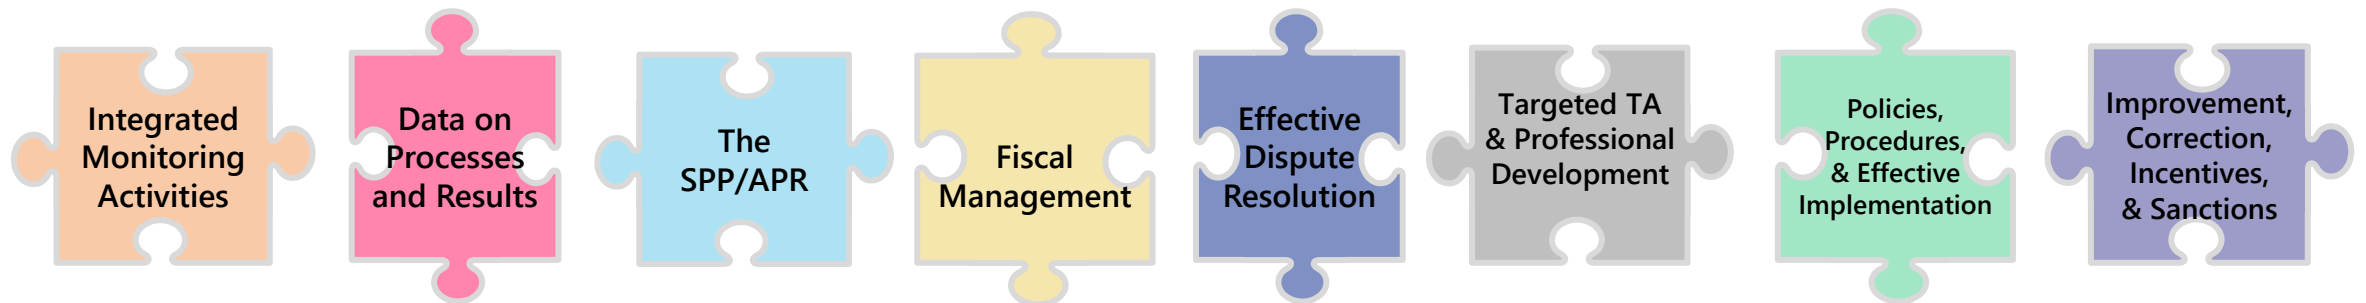 Integrated
Monitoring
Activities
Data on
Processes
and Results
The
SPP/APR
Fiscal
Management
Effective
Dispute
Resolution
Targeted TA
& Professional
Development
Policies,
Procedures,
& Effective
Implementation
Improvement,
Correction,
Incentives,
& Sanctions